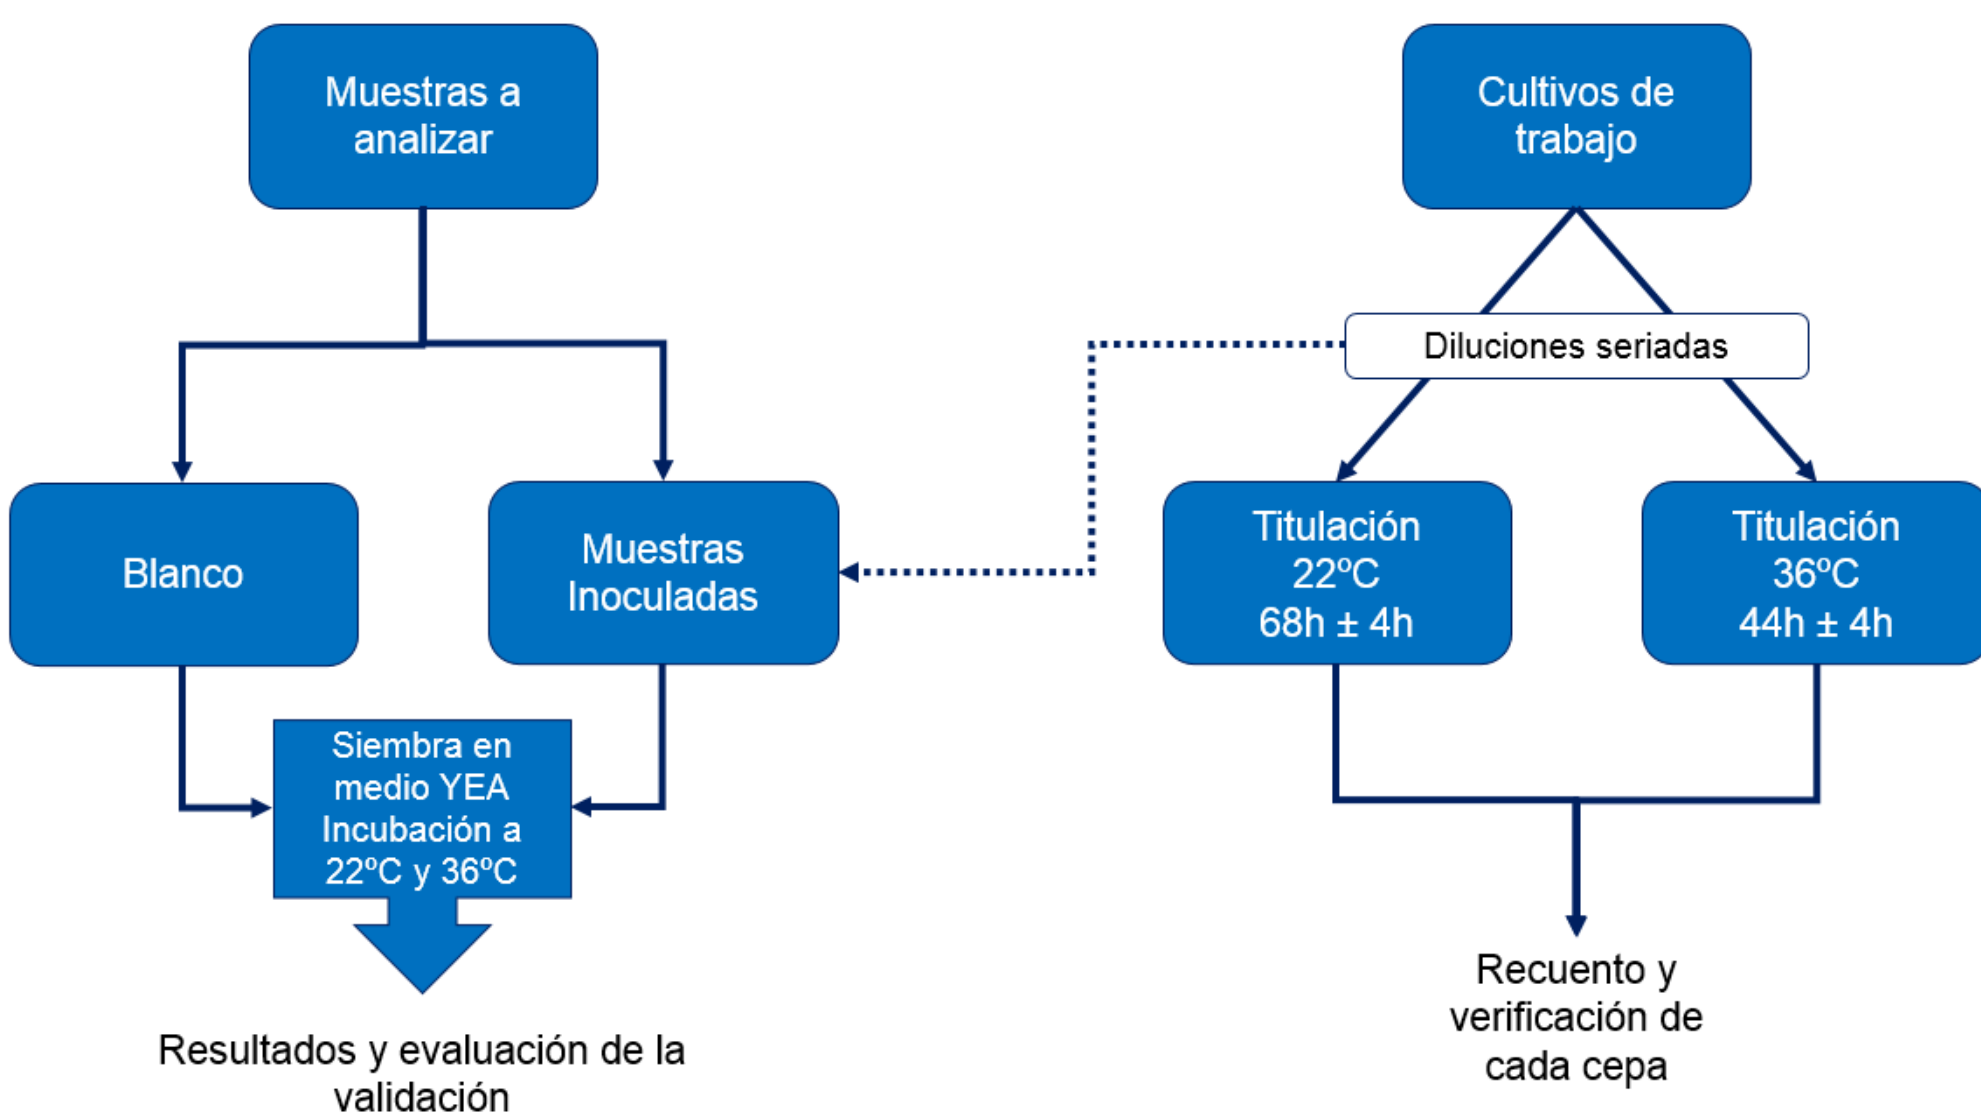 Muestras a
analizar
Cultivos de
trabajo
Diluciones seriadas
Blanco
Muestras
Inoculadas
Titulación
22ºC
68h ± 4h
Titulación
36ºC
44h ± 4h
Siembra en
medio YEA
Incubación a
22ºC y 36ºC
Resultados y evaluación de la
validación
Recuento y
verificación de
cada cepa